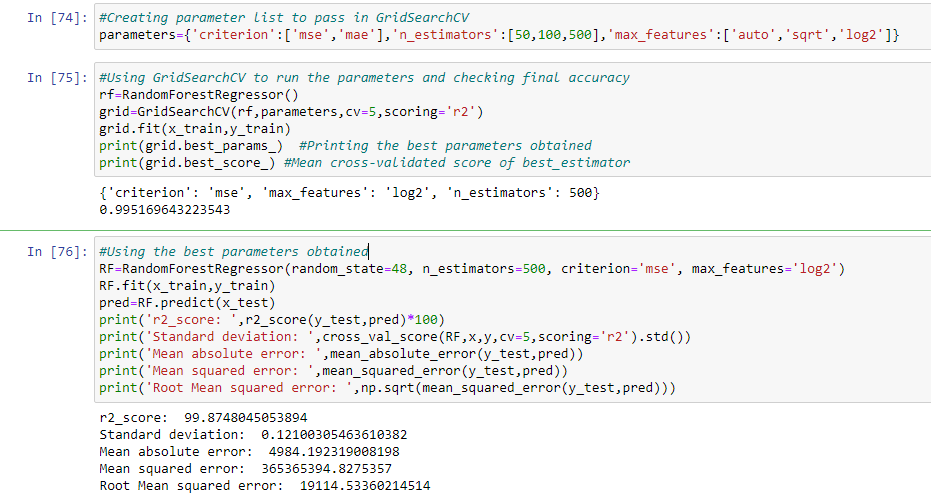 In [74]: #Creating parameter list to pass in GridSearchCV
parameters={'criterion':['mse','mae'],'n_estimators':[50,100,500],'max_features':['auto','sqrt','log2']}
In [75]: #Using GridSearchCV to run the parameters and checking final accuracy
rf=RandomForestRegressor()
grid=GridSearchCV(rf,parameters,cv=5,scoring='r2')
grid.fit(x_train,y_train)
print(grid.best_params_)  #Printing the best parameters obtained
print(grid.best_score_) #Mean cross-validated score of best_estimator
{'criterion': 'mse', 'max_features': 'log2', 'n_estimators': 500}
0.995169643223543
In [76]: #Using the best parameters obtained
RF=RandomForestRegressor(random_state=48, n_estimators=500, criterion='mse', max_features='log2')
RF.fit(x_train,y_train)
pred=RF.predict(x_test)
print('r2_score: ',r2_score(y_test,pred)*100)
print('Standard deviation: ',cross_val_score(RF,x,y,cv=5,scoring='r2').std())
print('Mean absolute error: ',mean_absolute_error(y_test,pred))
print('Mean squared error: ',mean_squared_error(y_test,pred))
print('Root Mean squared error: ',np.sqrt(mean_squared_error(y_test,pred)))
r2_score:  99.8748045053894
Standard deviation:  0.12100305463610382
Mean absolute error:  4984.192319008198
Mean squared error:  365365394.8275357
Root Mean squared error:  19114.53360214514